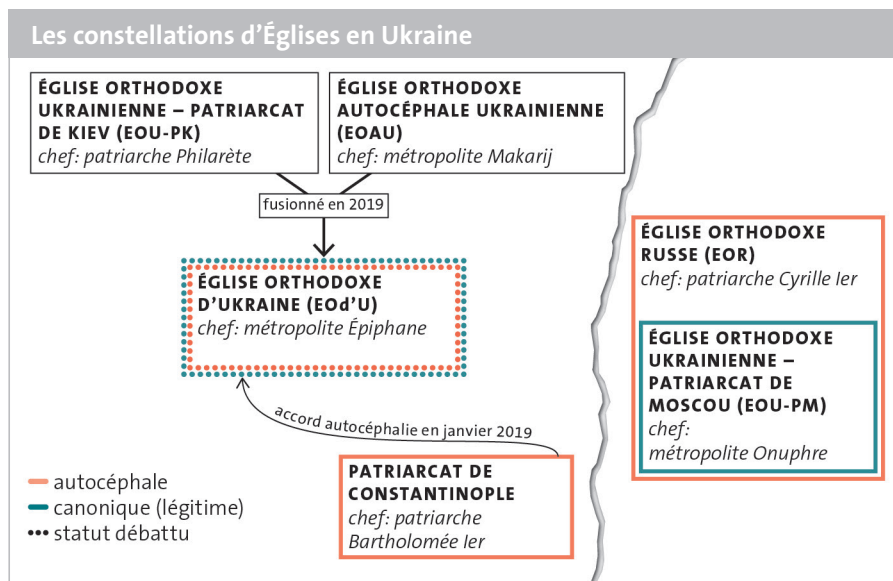 Les constellations d’Églises en Ukraine
ÉGLISE ORTHODOXE
UKRAINIENNE – PATRIARCAT
DE KIEV (EOU-PK)
chef: patriarche Philarète
ÉGLISE ORTHODOXE
AUTOCÉPHALE UKRAINIENNE
(EOAU)
chef: métropolite Makarij
fusionné en 2019
ÉGLISE ORTHODOXE
D’UKRAINE (EOd’U)
chef: métropolite Épiphane
ÉGLISE ORTHODOXE
RUSSE (EOR)
chef: patriarche Cyrille Ier
ÉGLISE ORTHODOXE
UKRAINIENNE –
PATRIARCAT DE
MOSCOU (EOU-PM)
chef:
métropolite Onuphre
accord autocéphalie en janvier 2019
PATRIARCAT DE
CONSTANTINOPLE
chef: patriarche
Bartholomée Ier
autocéphale
canonique (légitime)
statut débattu